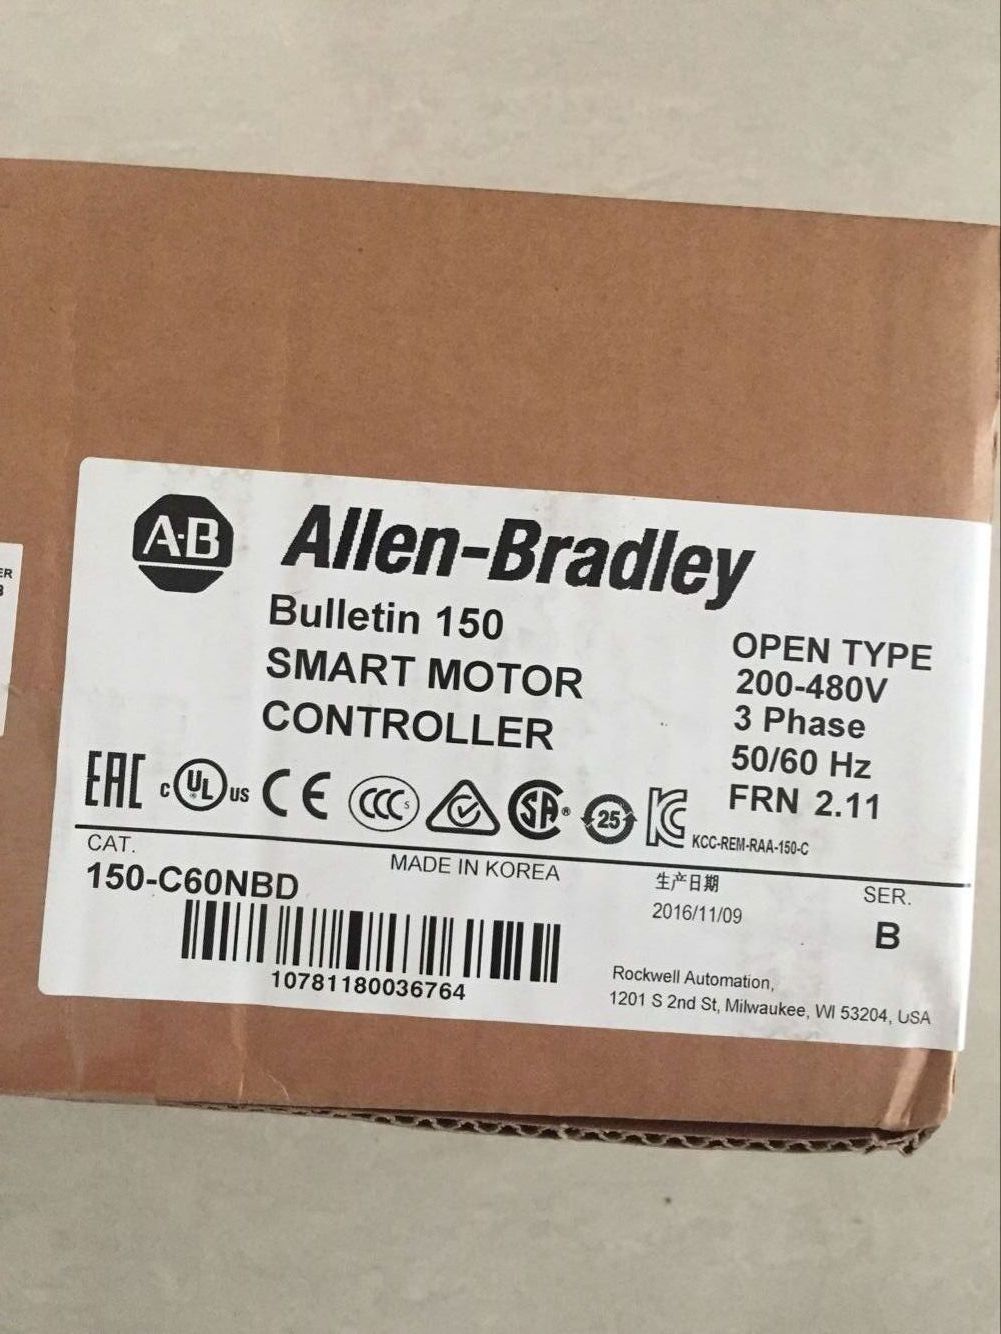 A-B
Allen-Bradley
Bulletin 150
SMART MOTOR
CONTROLLER
OPEN TYPE
200-480V
3 Phase
50/60 Hz
FRN 2.11
EAC c UL US CE CCC S SA® 25 KC KCC-REM-RAA-150-C
CAT.
150-C60NBD
MADE IN KOREA
生产日期
2016/11/09
SER.
B
10781180036764
Rockwell Automation,
1201 S 2nd St, Milwaukee, WI 53204, USA
ER